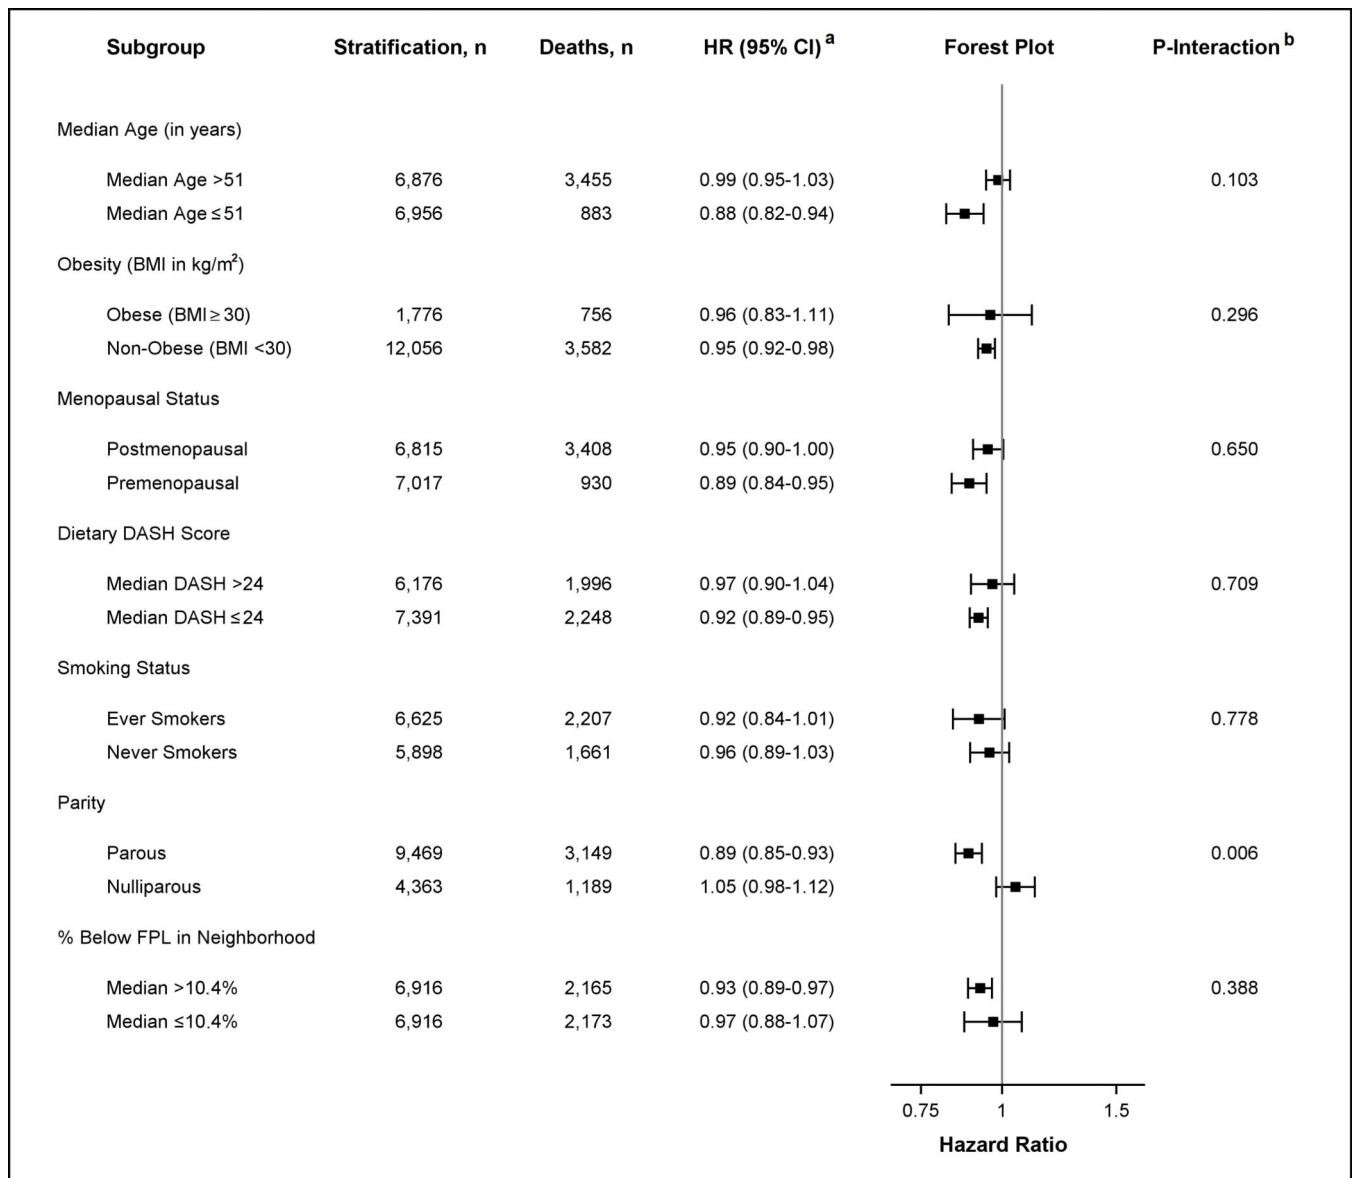 Subgroup Stratification, n Deaths, n HR (95% CI) a Forest Plot P-Interaction b
Median Age (in years)
Median Age >51 6,876 3,455 0.99 (0.95-1.03) 0.103
Median Age ≤51 6,956 883 0.88 (0.82-0.94)
Obesity (BMI in kg/m²)
Obese (BMI ≥ 30) 1,776 756 0.96 (0.83-1.11) 0.296
Non-Obese (BMI <30) 12,056 3,582 0.95 (0.92-0.98)
Menopausal Status
Postmenopausal 6,815 3,408 0.95 (0.90-1.00) 0.650
Premenopausal 7,017 930 0.89 (0.84-0.95)
Dietary DASH Score
Median DASH >24 6,176 1,996 0.97 (0.90-1.04) 0.709
Median DASH ≤24 7,391 2,248 0.92 (0.89-0.95)
Smoking Status
Ever Smokers 6,625 2,207 0.92 (0.84-1.01) 0.778
Never Smokers 5,898 1,661 0.96 (0.89-1.03)
Parity
Parous 9,469 3,149 0.89 (0.85-0.93) 0.006
Nulliparous 4,363 1,189 1.05 (0.98-1.12)
% Below FPL in Neighborhood
Median >10.4% 6,916 2,165 0.93 (0.89-0.97) 0.388
Median ≤10.4% 6,916 2,173 0.97 (0.88-1.07)
0.75 1 1.5
Hazard Ratio